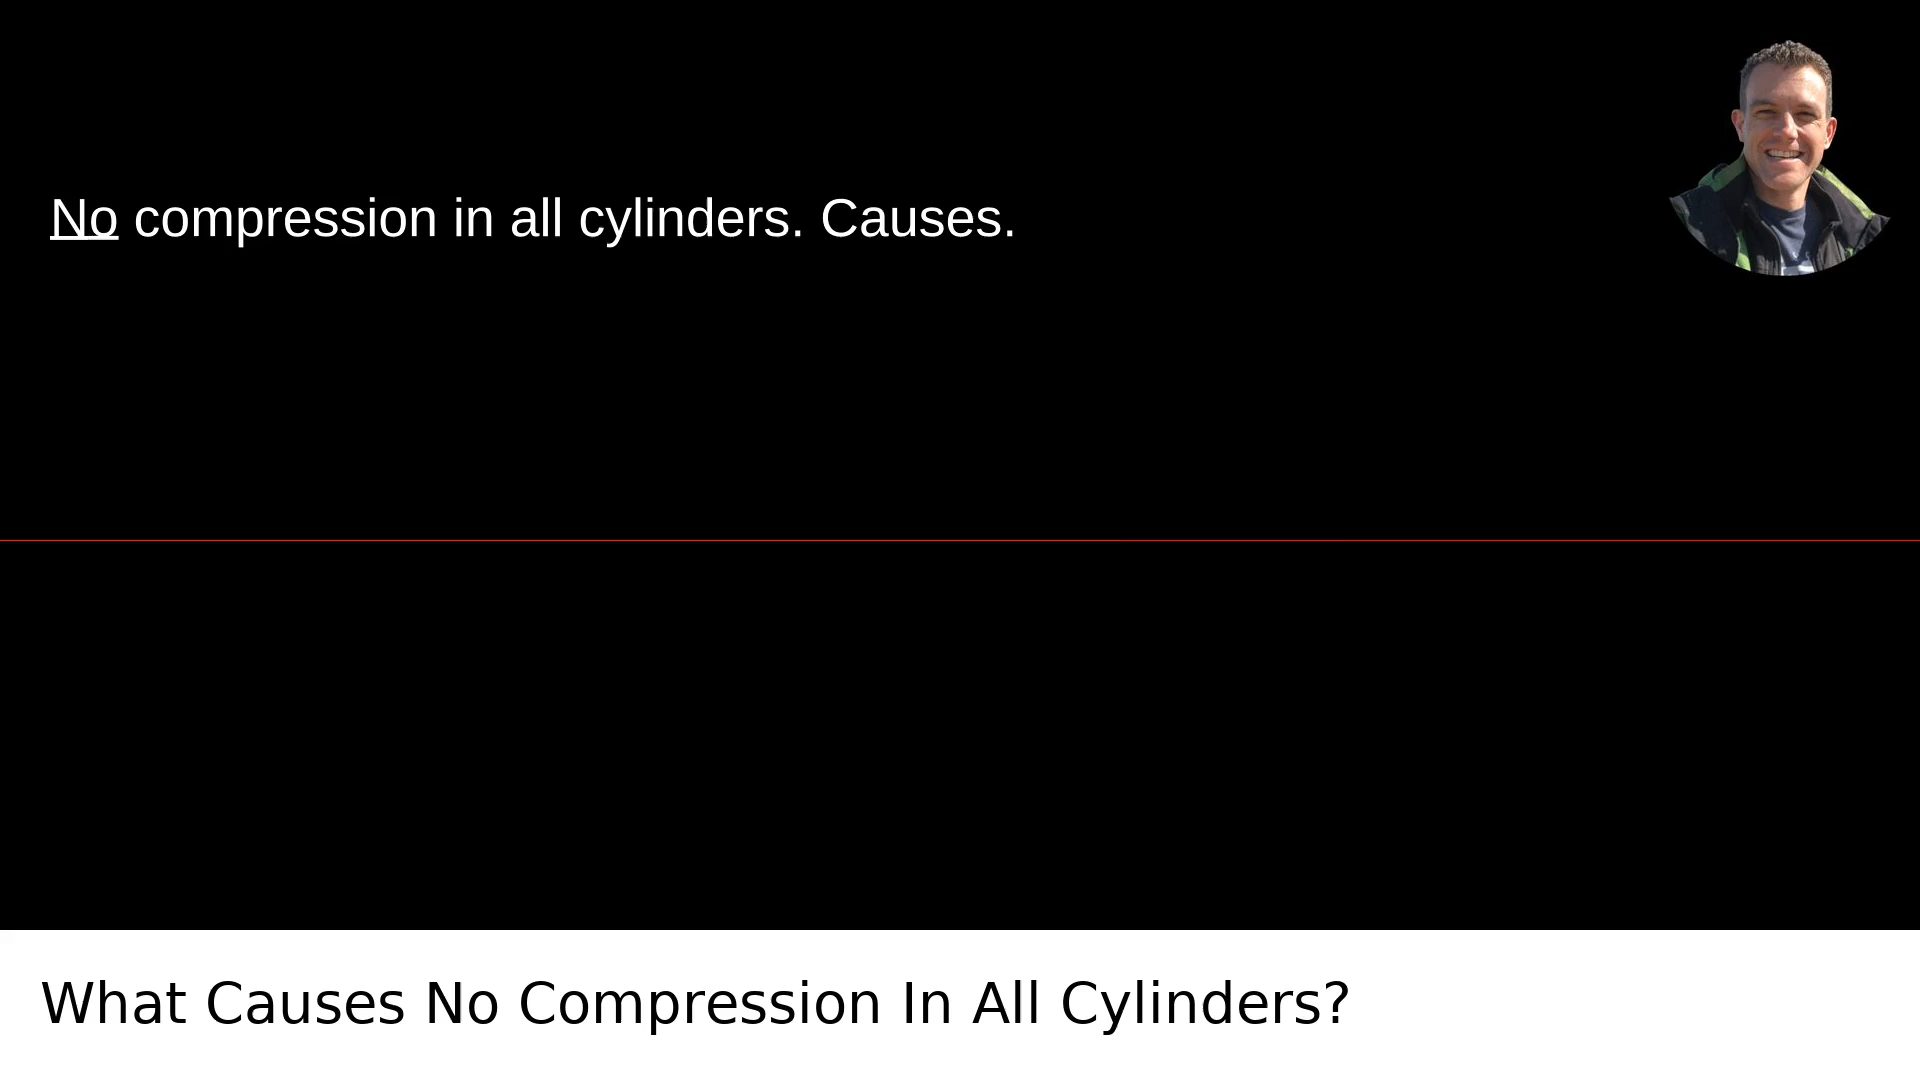 No compression in all cylinders. Causes.
What Causes No Compression In All Cylinders?